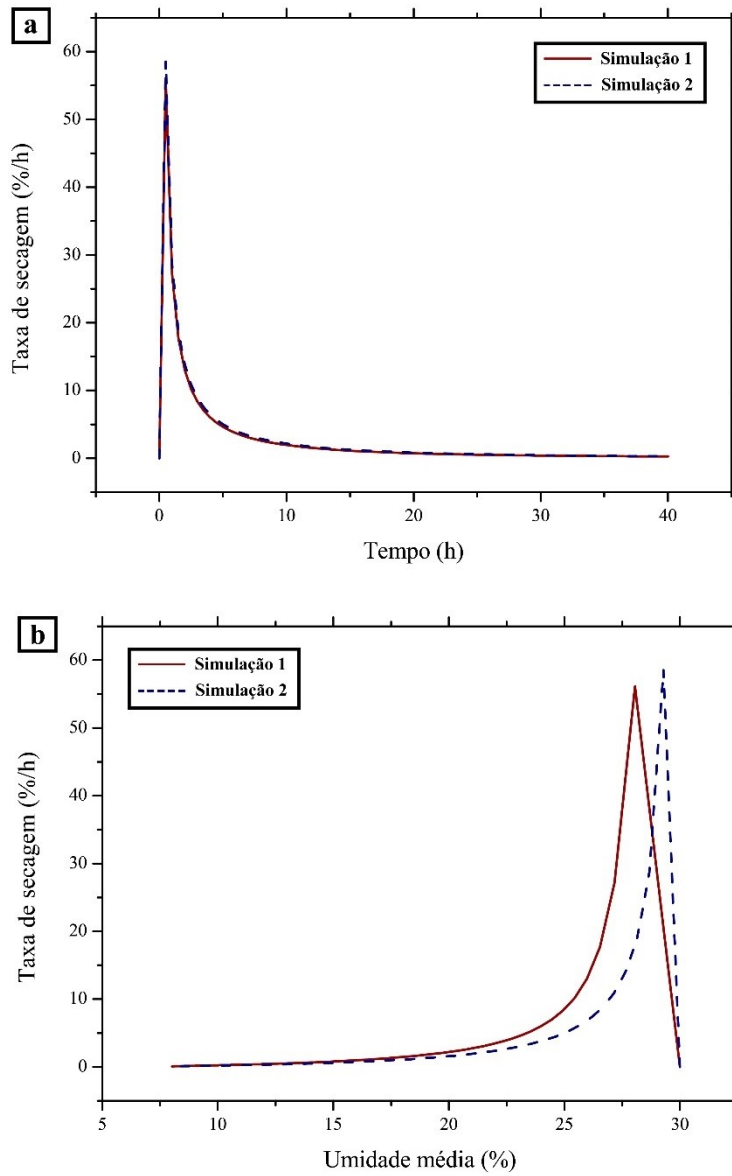 a
60
50
40
30
20
10
0
Taxa de secagem (%/h)
Simulação 1
Simulação 2
0 10 20 30 40
Tempo (h)
b
60
50
40
30
20
10
0
Taxa de secagem (%/h)
Simulação 1
Simulação 2
5 10 15 20 25 30
Umidade média (%)